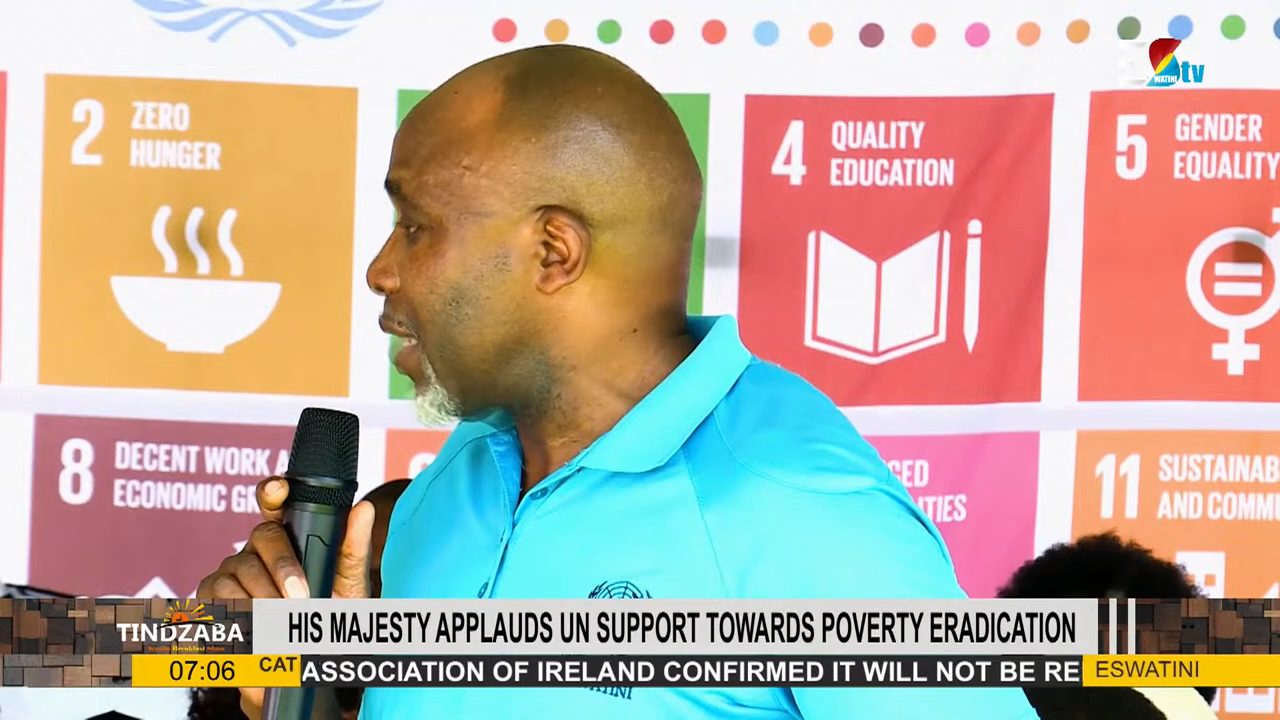 WATINI
tv
2 ZERO
HUNGER
4 QUALITY
EDUCATION
5 GENDER
EQUALITY
8 DECENT WORK A
ECONOMIC GR
11 SUSTAINAB
AND COMMU
TINDZABA
HIS MAJESTY APPLAUDS UN SUPPORT TOWARDS POVERTY ERADICATION
07:06
CAT
ASSOCIATION OF IRELAND CONFIRMED IT WILL NOT BE RE
ESWATINI